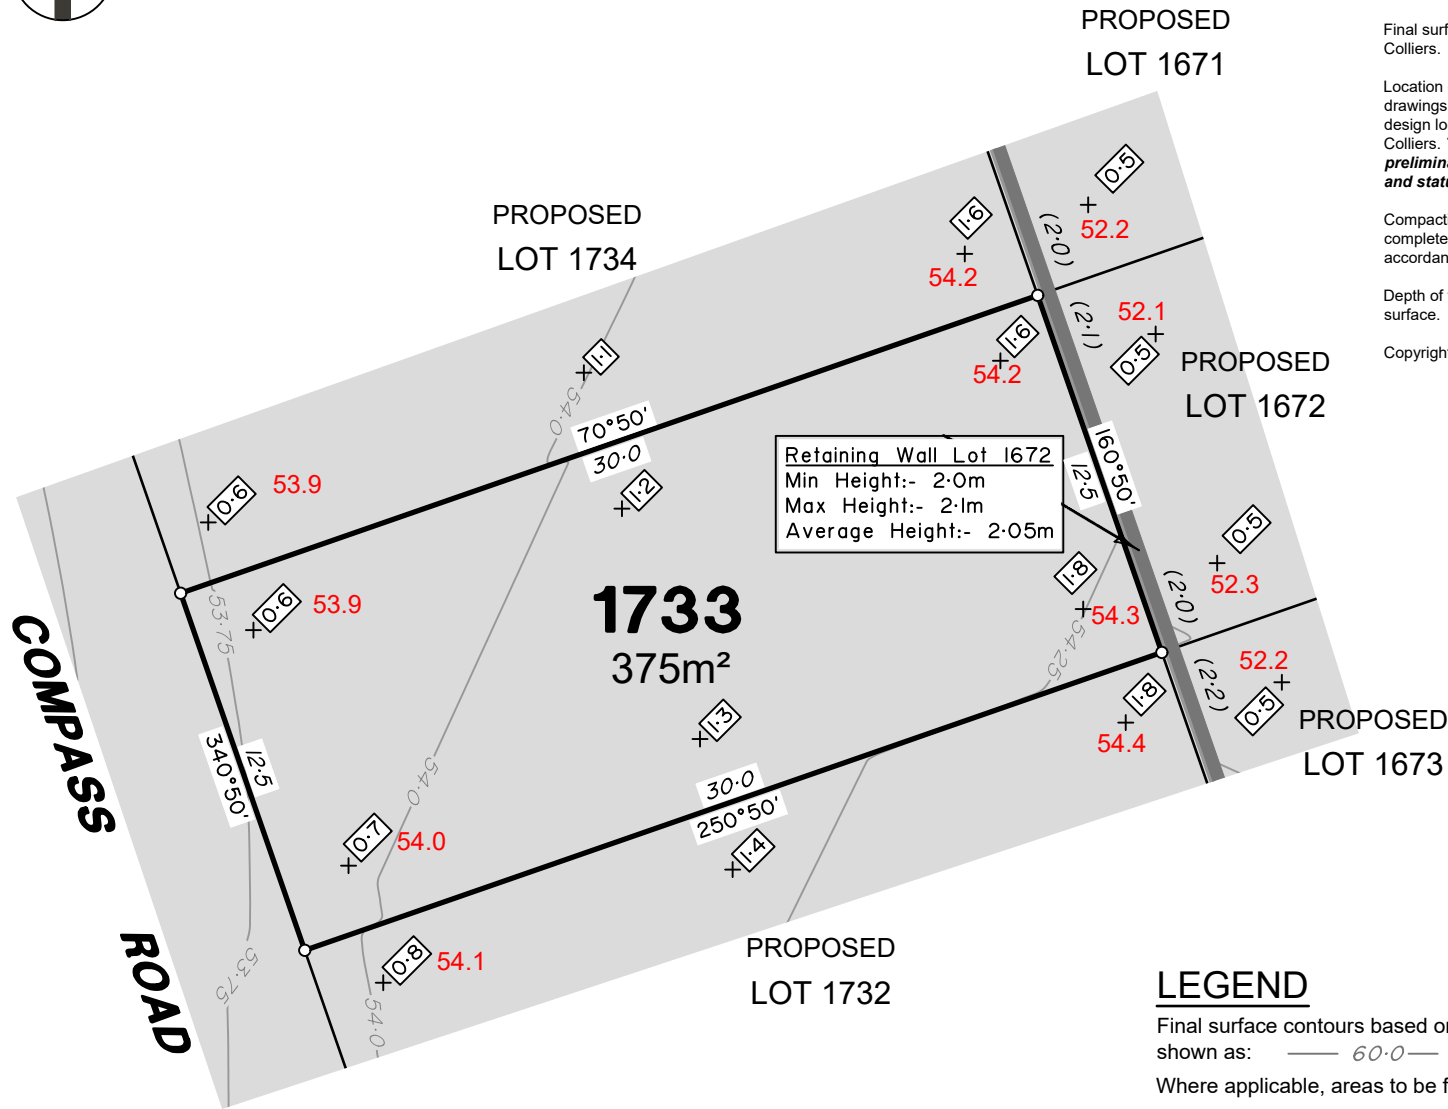 PROPOSED
LOT 1671
Final surf
Colliers.
Location
drawings
design lo
Colliers.
prelimina
and statu
Compacti
complete
accordan
Depth of
surface.
Copyright
PROPOSED
LOT 1734
0·5
52.2
(2·0)
1·6
54.2
1·6
54.2
(2·1)
52.1
0·5
PROPOSED
LOT 1672
1·1
54·0
70°50'
30·0
1·2
Retaining Wall Lot 1672
Min Height:- 2·0m
Max Height:- 2·1m
Average Height:- 2·05m
160°50'
12·5
0·6
53.9
0·6
53.9
53·75
1733
375m²
1·8
54.3
54·25
0·5
52.3
(2·0)
52.2
0·5
(2·2)
PROPOSED
LOT 1673
1·8
54.4
COMPASS
ROAD
340°50'
12·5
54·0
1·3
30·0
250°50'
0·7
54.0
1·4
0·8
54.1
53·75
54·0
PROPOSED
LOT 1732
LEGEND
Final surface contours based or
shown as: 60·0
Where applicable, areas to be f